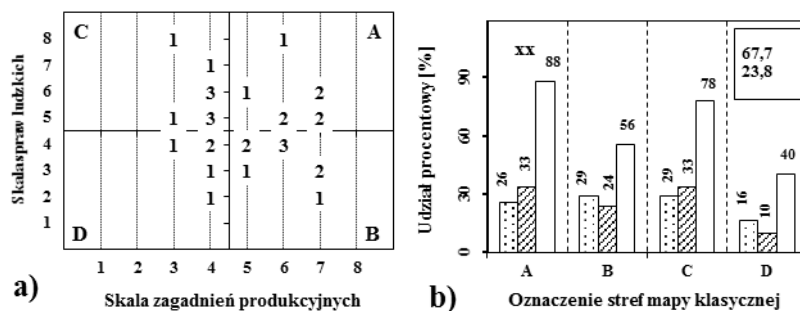 8 C 1 1 A
7 1
6 3 1 2
5 1 3 2 2
4 1 2 2 3
3 1 1 2
2 1 1
1 D B
1 2 3 4 5 6 7 8
Skalaspraw ludzkich
Skala zagadnień produkcyjnych
a)
xx
67,7
23,8
90
60
30
0
26 33 88
29 24 56
29 33 78
16 10 40
A B C D
Udział procentowy [%]
Oznaczenie stref mapy klasycznej
b)